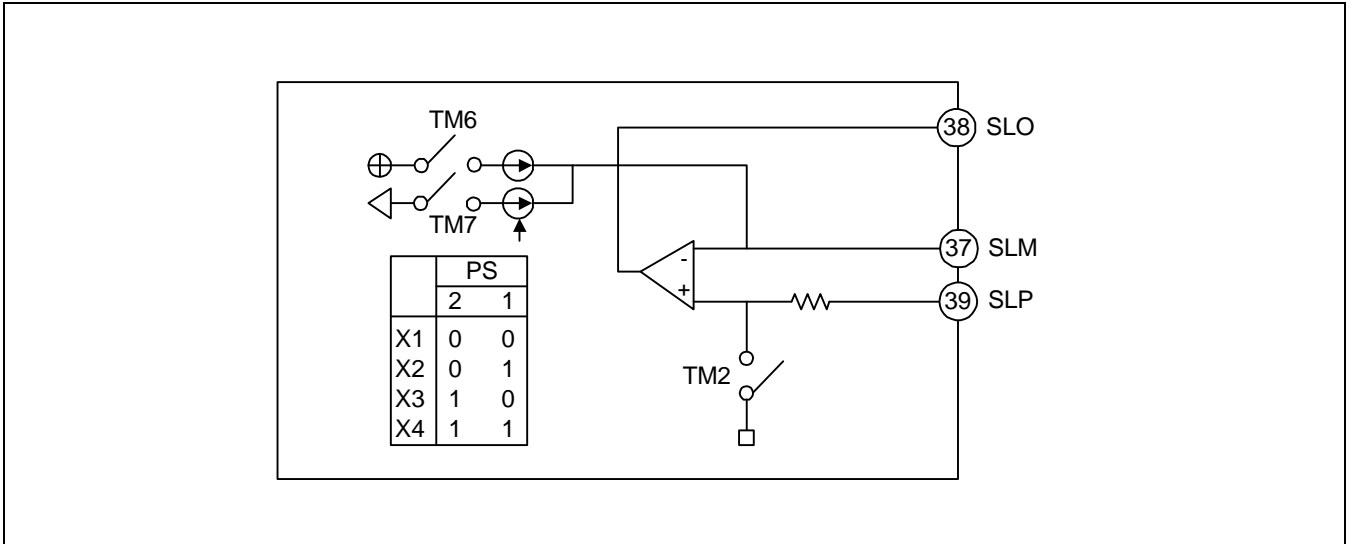 TM6
TM7
38 SLO
37 SLM
39 SLP
-
+
TM2
PS
2 1
X1 0 0
X2 0 1
X3 1 0
X4 1 1